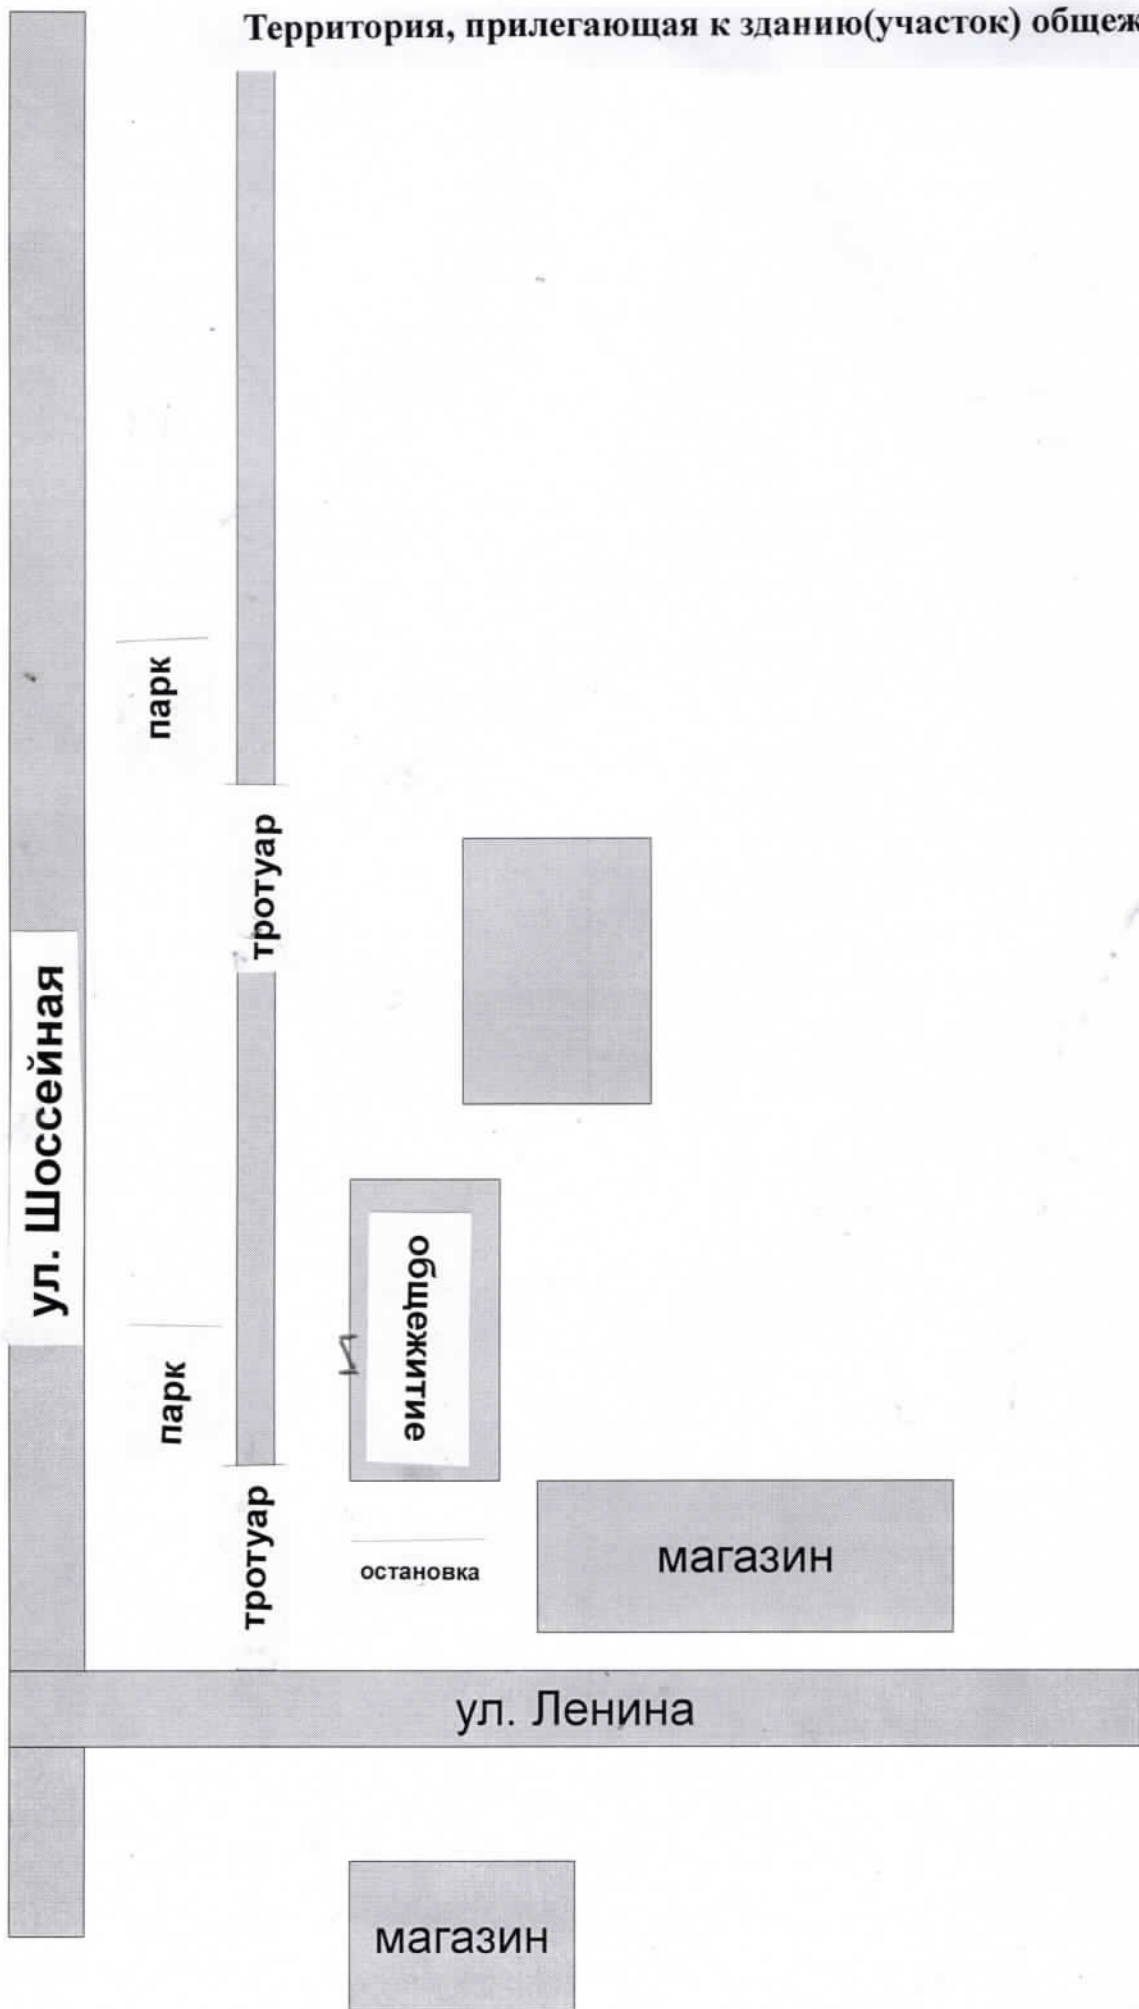 Территория, прилегающая к зданию(участок) общеж
парк
тротуар
ул. Шоссейная
общежитие
парк
тротуар
остановка
магазин
ул. Ленина
магазин